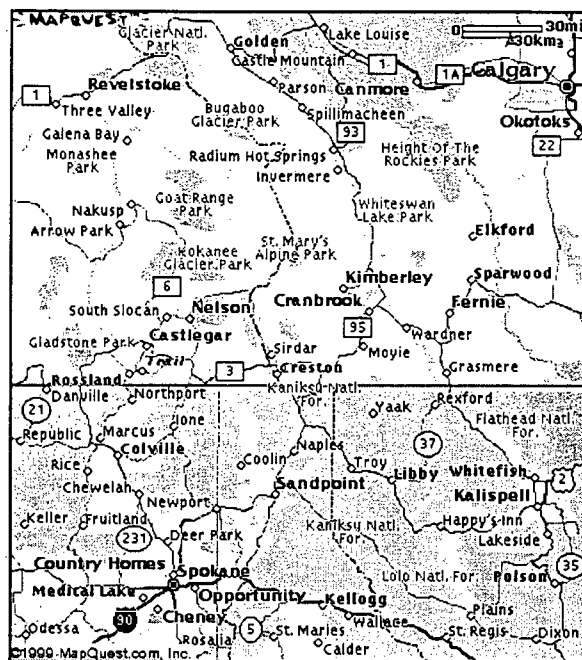 MAPQUEST
Glacier Natl. Park
Golden
Castle Mountain
Lake Louise
0 30mi
30km
1
1A
Calgary
Canmore
Parson
Revelstoke
1
Three Valley
Bugaboo Glacier Park
Spillimacheen
Okotoks
93
22
Galena Bay
Monashee Park
Radium Hot Springs
Height Of The Rockies Park
Invermere
Nakusp
Goat Range Park
Whiteswan Lake Park
Arrow Park
Elkford
Kokanee Glacier Park
St. Mary's Alpine Park
Kimberley
Sparwood
6
Cranbrook
Fernie
South Slocan
Nelson
95
Wardner
Gladstone Park
Castlegar
Sirdar
Moyie
Trail
3
Creston
Grasmere
Rossland
Danville
Northport
Kaniksu Natl. For.
Yaak
Rexford
Flathead Natl. For.
21
Republic
Marcus
Ione
37
Colville
Naples
Rice
Coolin
Troy
Libby
Whitefish
2
Chewelah
Sandpoint
Kalispell
Newport
Keller
Fruitland
Kaniksu Natl. For.
Happy's Inn
Lakeside
231
Deer Park
Country Homes
Spokane
Lolo Natl. For.
35
Polson
Medical Lake
Opportunity
Kellogg
Plains
90
Cheney
Wallace
Odessa
Rosalia
5
St. Maries
St. Regis
Dixon
Calder
©1999 MapQuest.com, Inc.